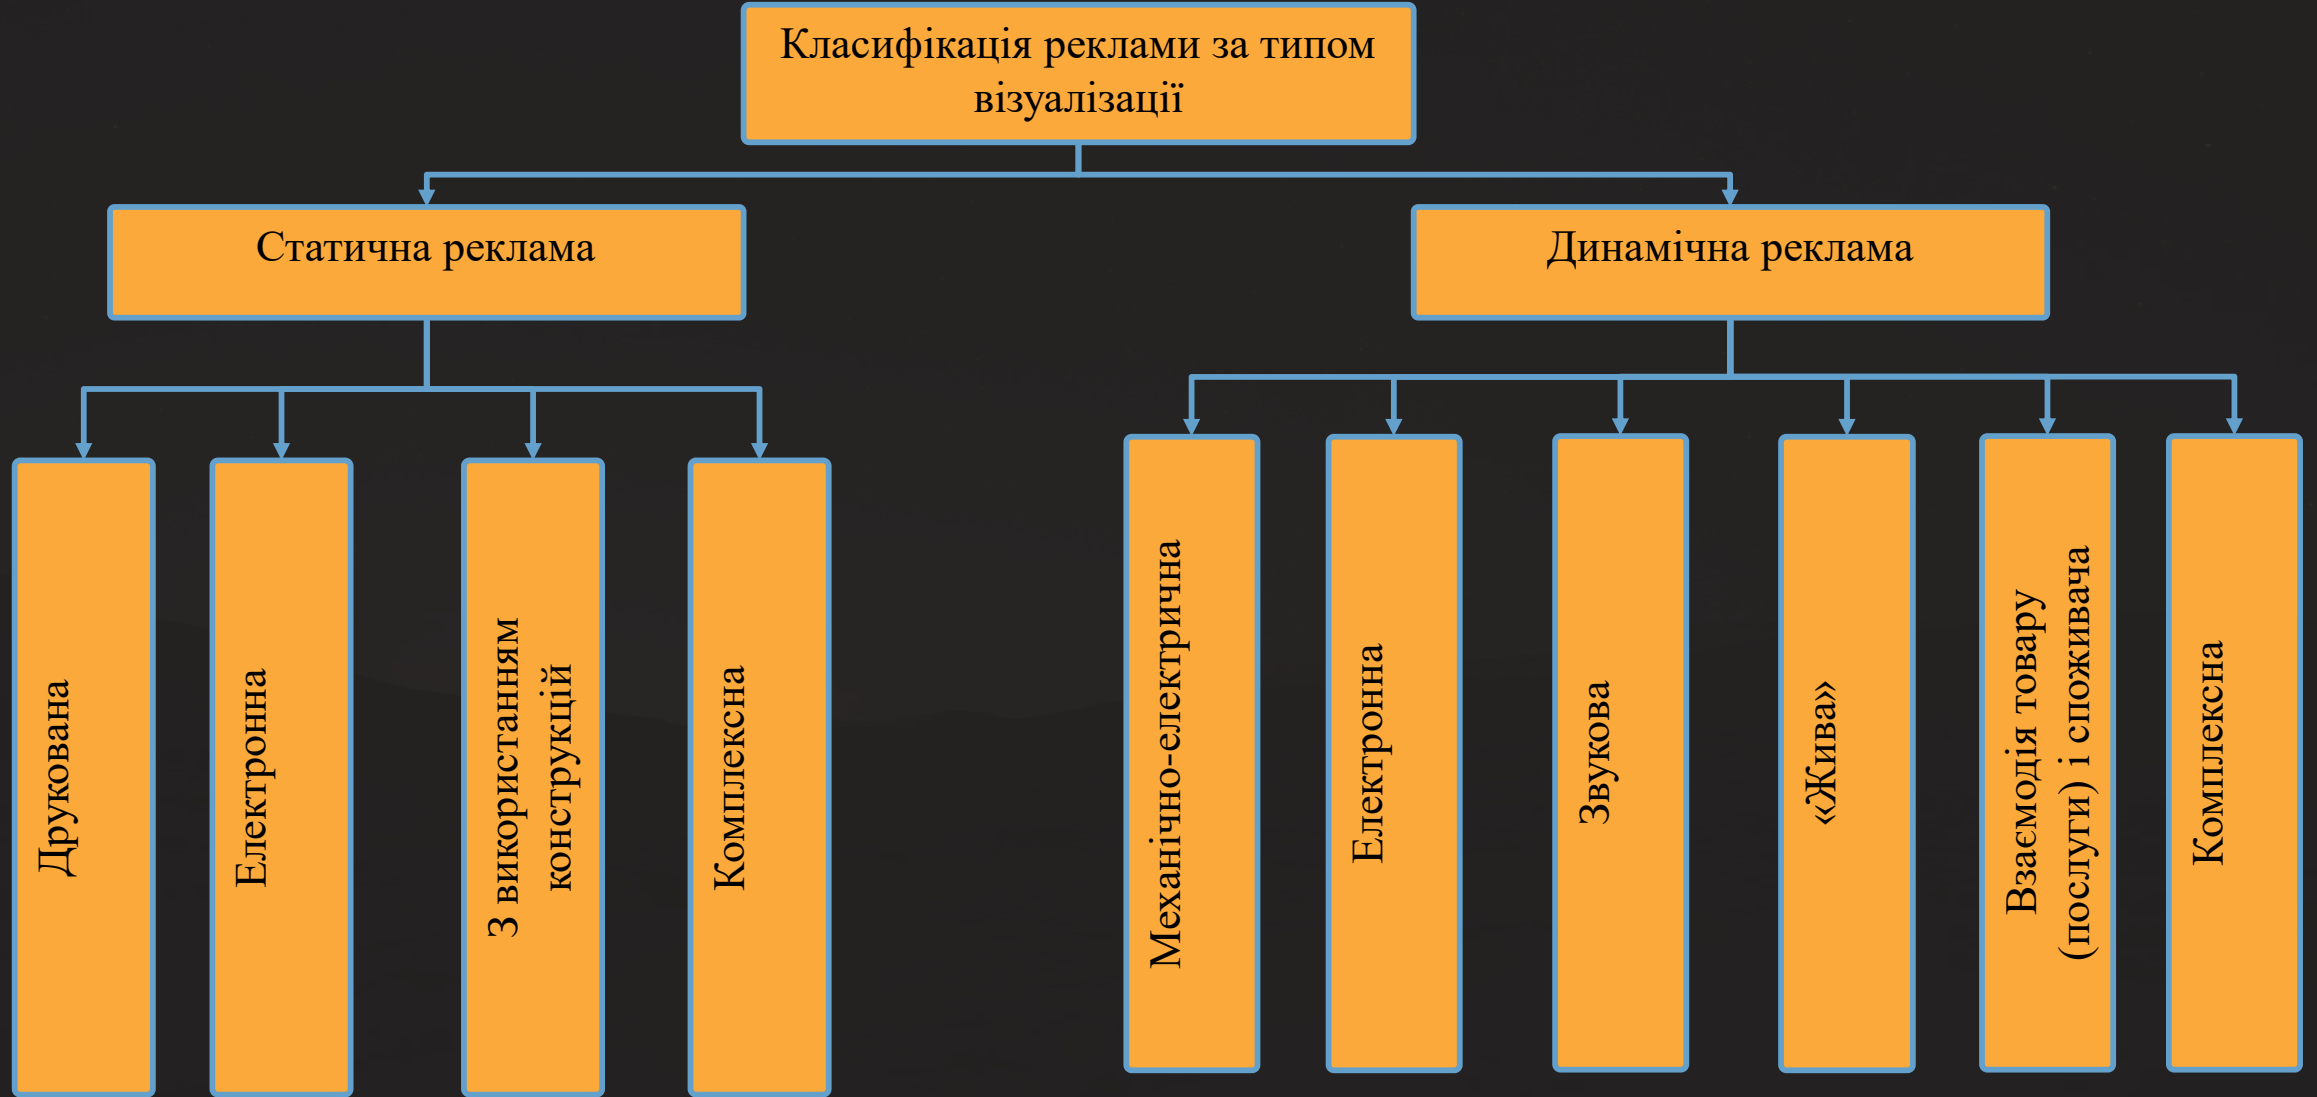 Класифікація реклами за типом
візуалізації
Статична реклама
Динамічна реклама
Друкована
Електронна
З використанням
конструкцій
Комплексна
Механічно-електрична
Електронна
Звукова
«Жива»
Взаємодія товару
(послуги) і споживача
Комплексна